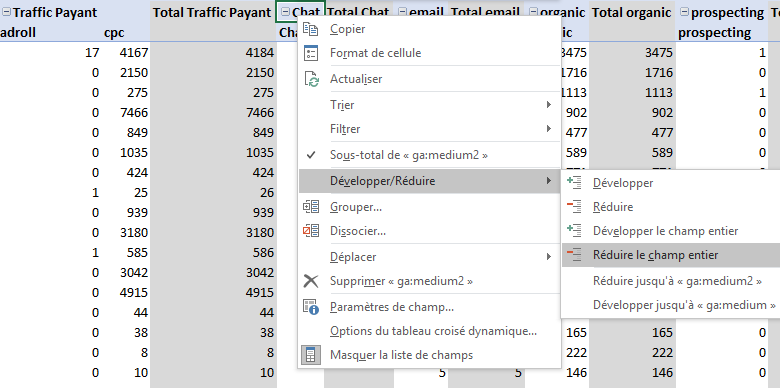 Traffic Payant Total Traffic Payant Chat Total Chat email Total email organic Total organic prospecting
adroll cpc prospecting
17 4167 4184 3475 3475 1
0 2150 2150 1716 1716 0
0 275 275 1113 1113 1
0 7466 7466 902 902 0
0 849 849 477 477 0
0 1035 1035 589 589 0
0 424 424
1 25 26
0 939 939
0 3180 3180
1 585 586
0 3042 3042
0 4915 4915
0 44 44
0 38 38 165 165 0
0 8 8 222 222 0
0 10 10 5 5 146 146 0
Copier
Format de cellule
Actualiser
Trier
Filtrer
Sous-total de « ga:medium2 »
Développer/Réduire
Grouper...
Dissocier...
Déplacer
Supprimer « ga:medium2 »
Paramètres de champ...
Options du tableau croisé dynamique...
Masquer la liste de champs
Développer
Réduire
Développer le champ entier
Réduire le champ entier
Réduire jusqu'à « ga:medium2 »
Développer jusqu'à « ga:medium »